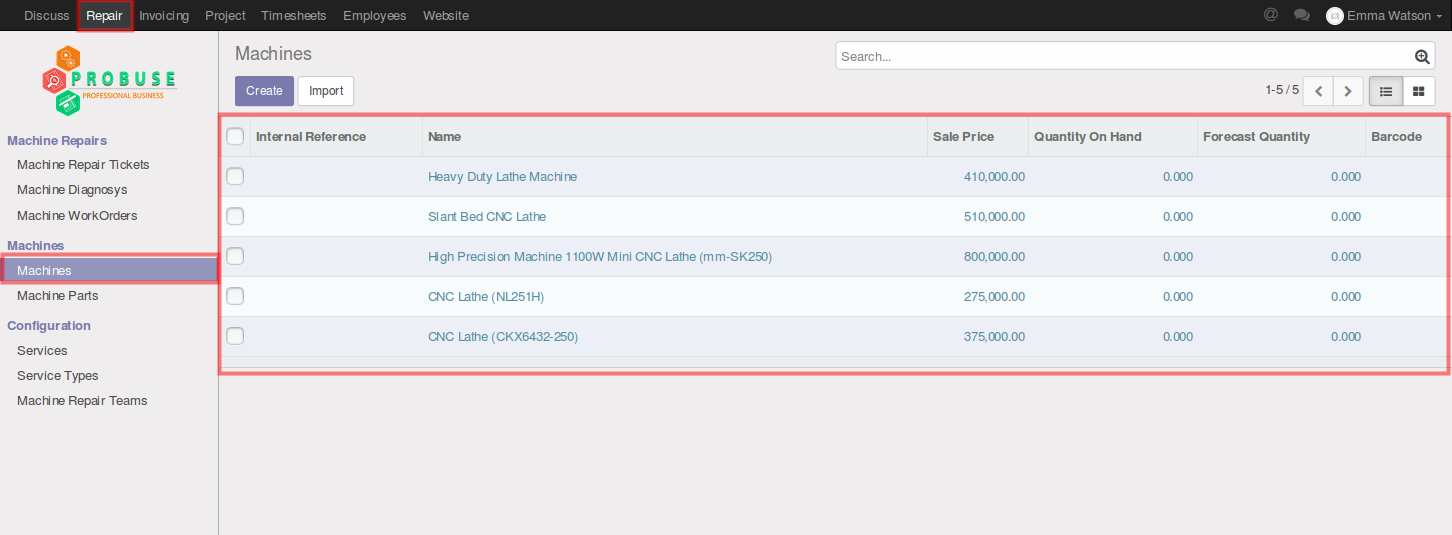 Discuss Repair Invoicing Project Timesheets Employees Website @ Emma Watson
PROBUSE
PROFESSIONAL BUSINESS
Machines
Search...
Create Import
1-5 / 5
Machine Repairs
Machine Repair Tickets
Machine Diagnosys
Machine WorkOrders
Machines
Machines
Machine Parts
Configuration
Services
Service Types
Machine Repair Teams
Internal Reference Name Sale Price Quantity On Hand Forecast Quantity Barcode
Heavy Duty Lathe Machine 410,000.00 0.000 0.000
Slant Bed CNC Lathe 510,000.00 0.000 0.000
High Precision Machine 1100W Mini CNC Lathe (mm-SK250) 800,000.00 0.000 0.000
CNC Lathe (NL251H) 275,000.00 0.000 0.000
CNC Lathe (CKX6432-250) 375,000.00 0.000 0.000